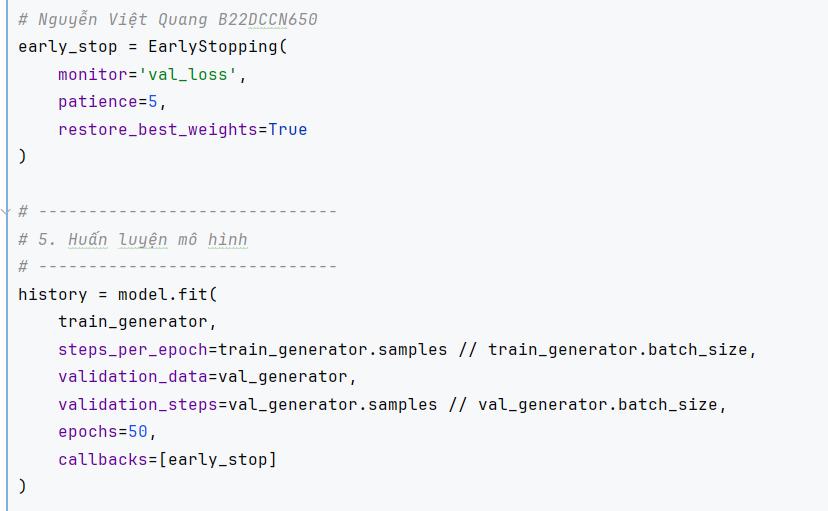 # Nguyễn Việt Quang B22DCCN650
early_stop = EarlyStopping(
    monitor='val_loss',
    patience=5,
    restore_best_weights=True
)
# ------------------------------
# 5. Huấn luyện mô hình
# ------------------------------
history = model.fit(
    train_generator,
    steps_per_epoch=train_generator.samples // train_generator.batch_size,
    validation_data=val_generator,
    validation_steps=val_generator.samples // val_generator.batch_size,
    epochs=50,
    callbacks=[early_stop]
)